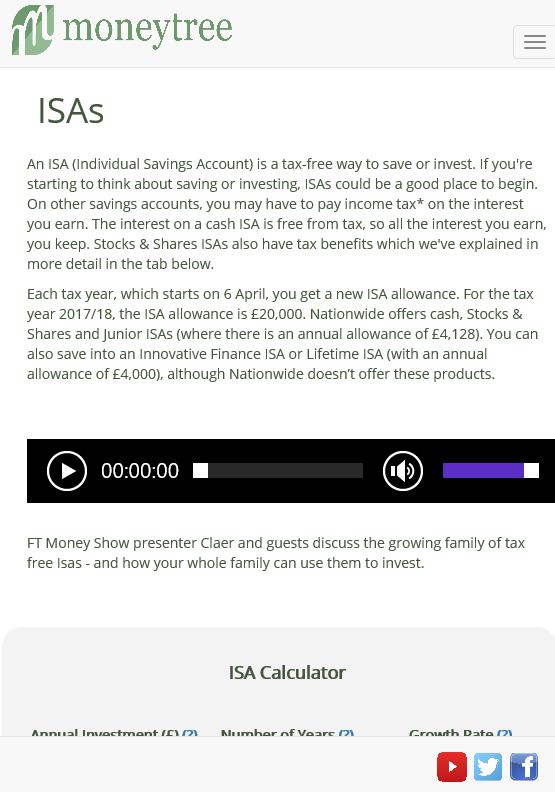 moneytree
ISAs
An ISA (Individual Savings Account) is a tax-free way to save or invest. If you're
starting to think about saving or investing, ISAs could be a good place to begin.
On other savings accounts, you may have to pay income tax* on the interest
you earn. The interest on a cash ISA is free from tax, so all the interest you earn,
you keep. Stocks & Shares ISAs also have tax benefits which we've explained in
more detail in the tab below.
Each tax year, which starts on 6 April, you get a new ISA allowance. For the tax
year 2017/18, the ISA allowance is £20,000. Nationwide offers cash, Stocks &
Shares and Junior ISAs (where there is an annual allowance of £4,128). You can
also save into an Innovative Finance ISA or Lifetime ISA (with an annual
allowance of £4,000), although Nationwide doesn’t offer these products.
00:00:00
FT Money Show presenter Claer and guests discuss the growing family of tax
free Isas - and how your whole family can use them to invest.
ISA Calculator
Annual Investment (£) (?) Number of Years (?) Growth Rate (?)